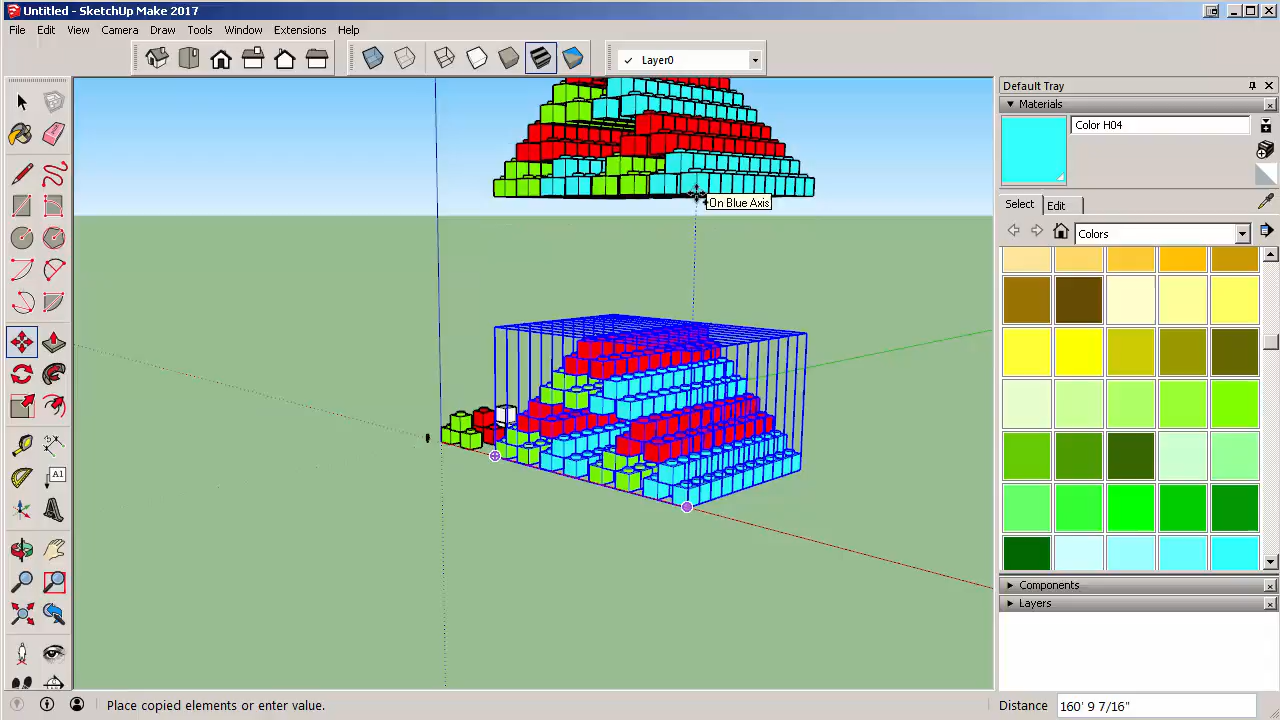 Untitled - SketchUp Make 2017
File Edit View Camera Draw Tools Window Extensions Help
Layer0
Default Tray
Materials
Color H04
Select Edit
Colors
On Blue Axis
A1
Components
Layers
Place copied elements or enter value.
Distance 160' 9 7/16"